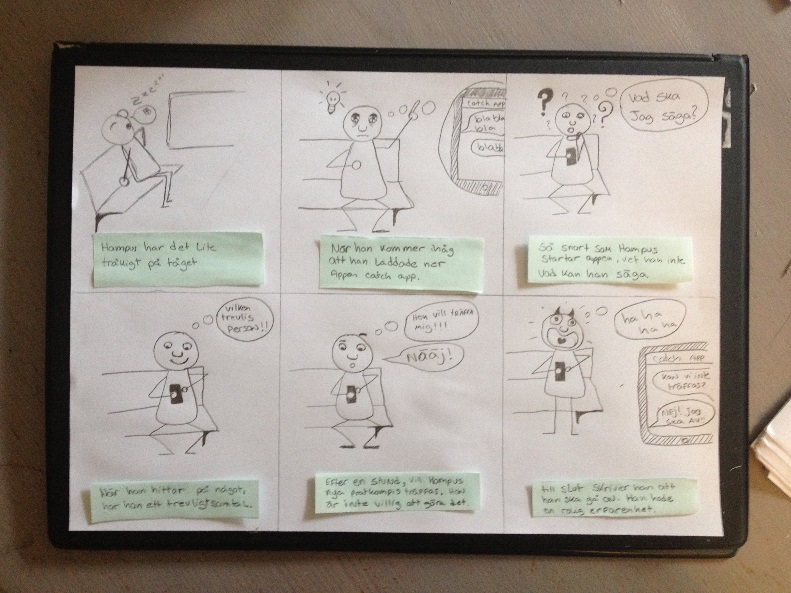 zzz
Hampus har det Lite
tråkigt på tåget
catch app
bla bla
bla
blabb
När han kommer ihåg
att han laddade ner
Appen catch app.
? ? ? ?
Vad ska
Jag säga?
Så snart som Hampus
startar appen, vet han inte
vad kan han säga
vilken
trevlig
person!!
När han hittar på något,
har han ett trevligt samtal.
Hen vill träffa
mig!!!
Nääj!
Efter en stund, vill Hampus
nya pratkompis träffas, han
är inte villig att göra det
ha ha
ha ha
catch App
kan vi inte
träffas?
Nej! Jag
ska av
till slut skriver han att
han ska gå av. Han hade
en rolig erfarenhet.